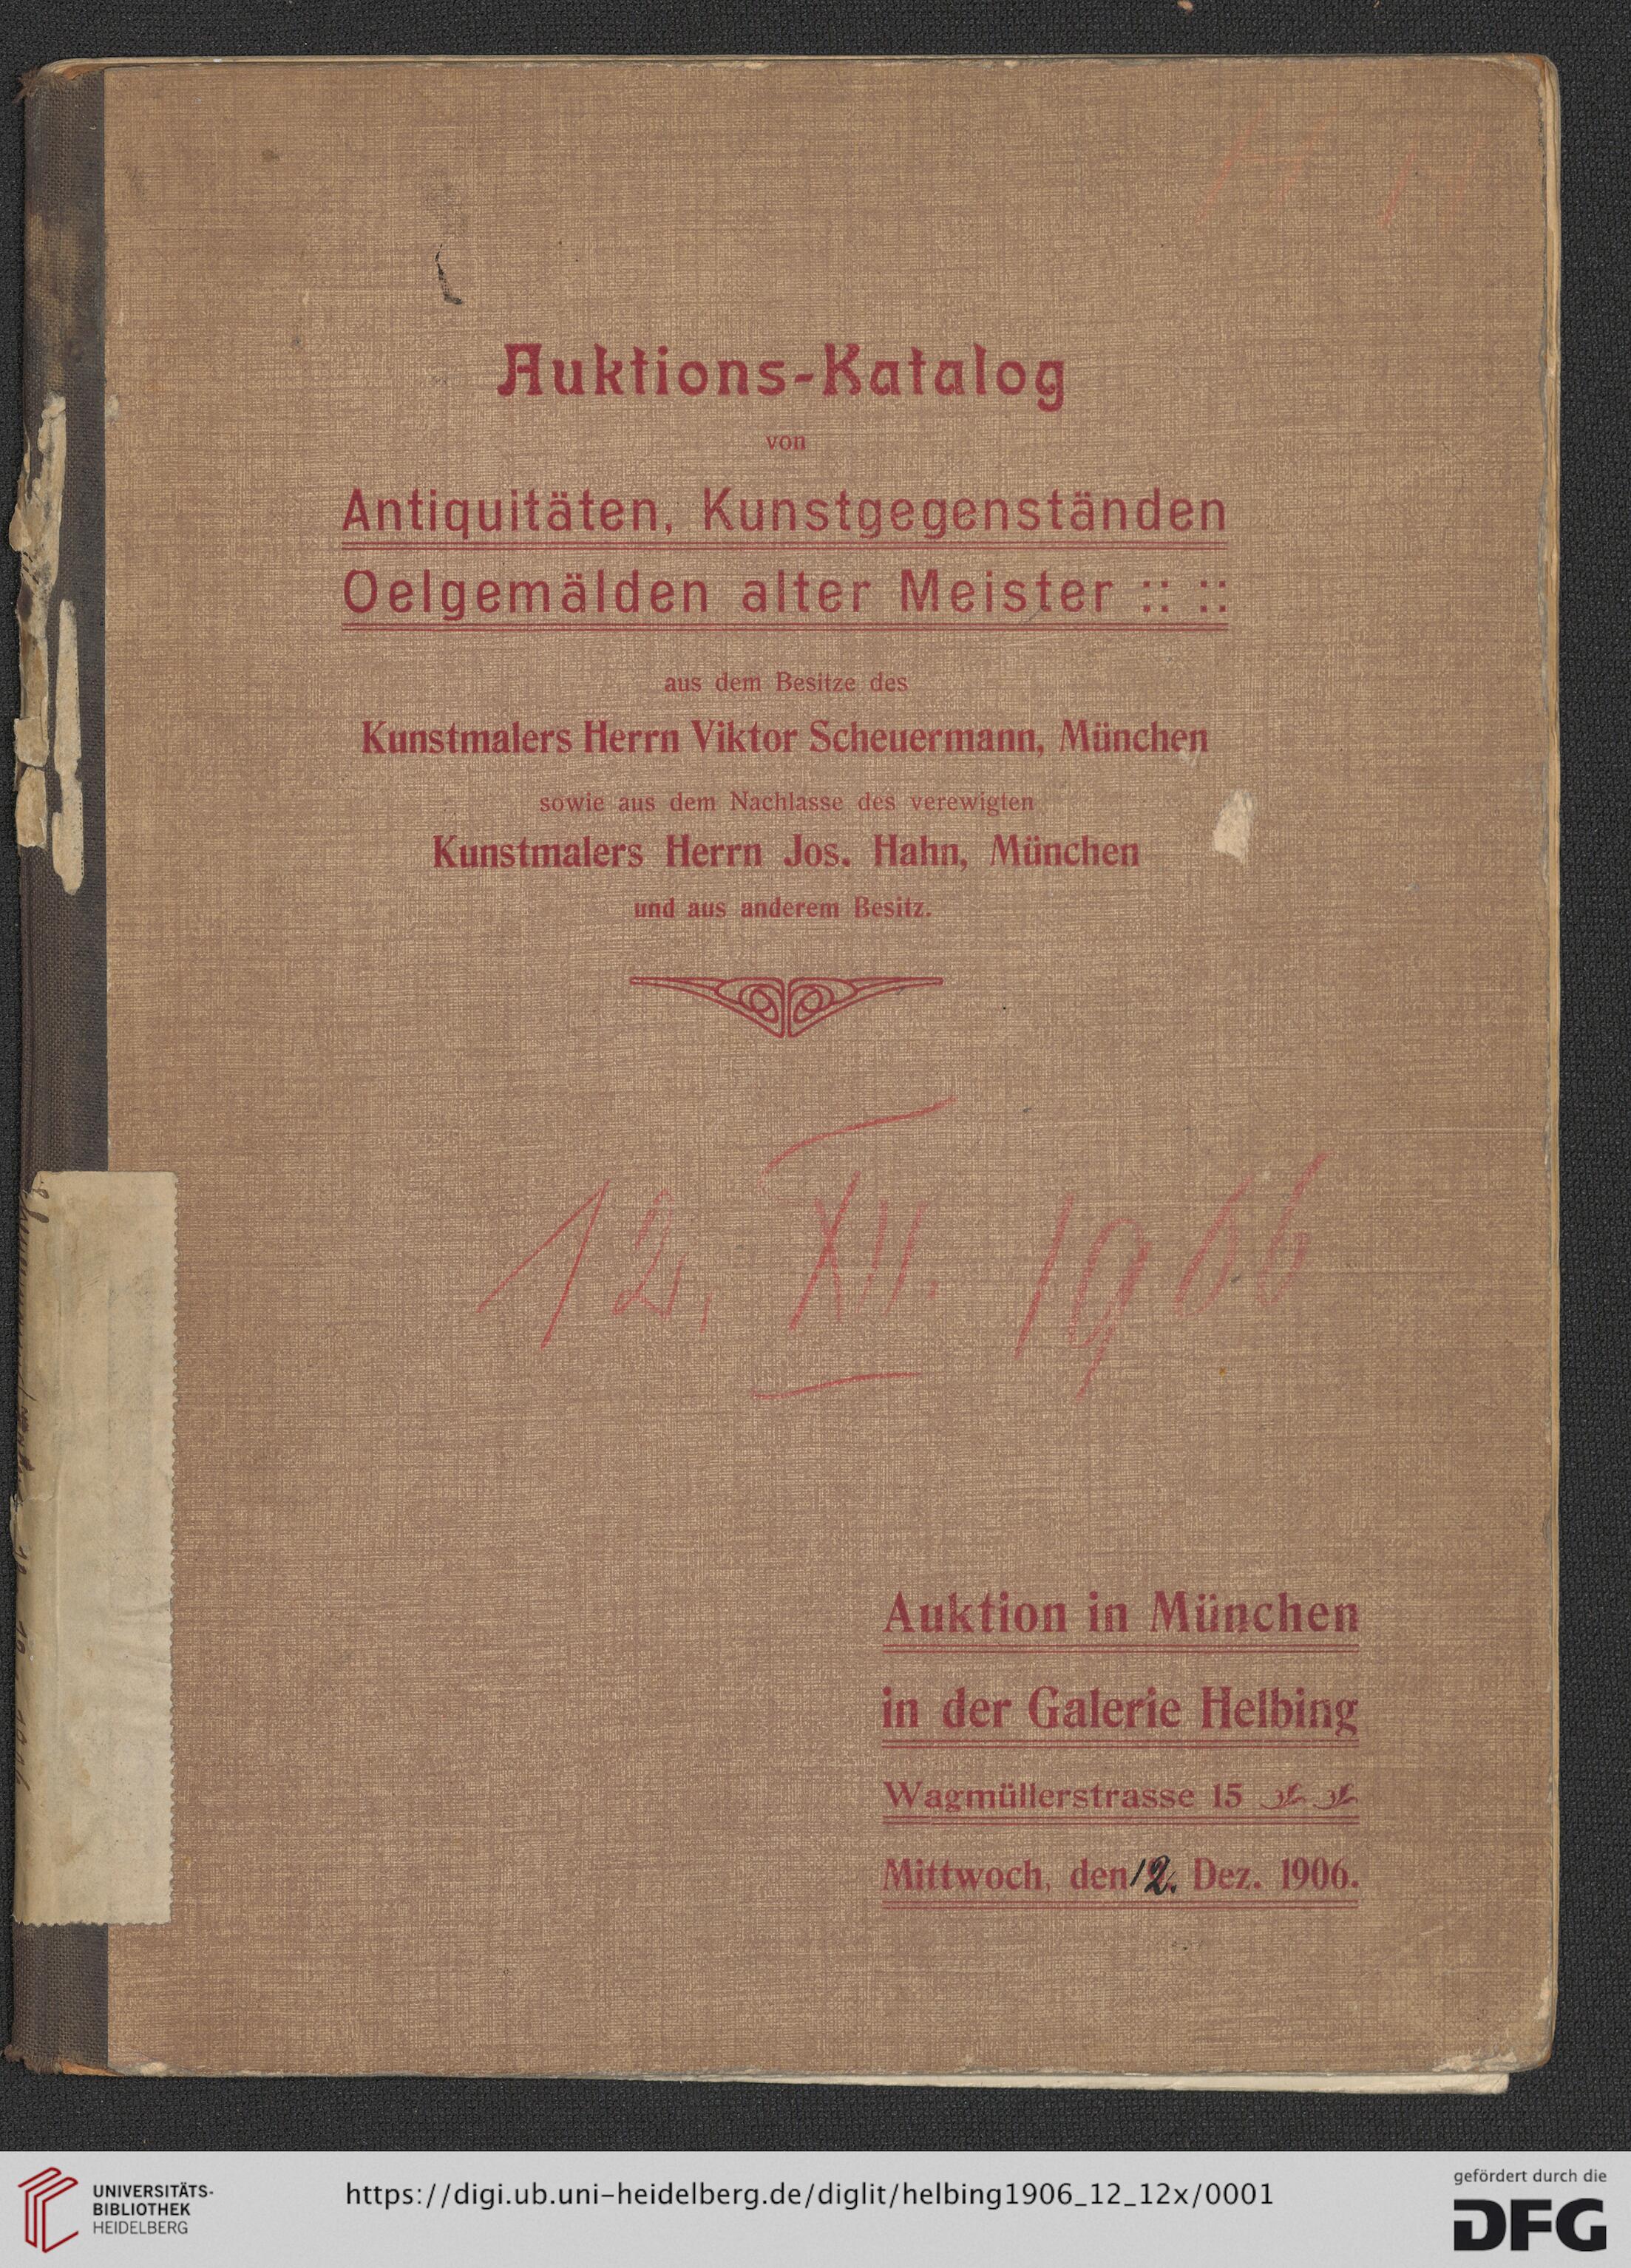 Auktions-Katalog
von
Antiquitäten, Kunstgegenständen
Oelgemälden alter Meister :: ::
aus dem Besitze des
Kunstmalers Herrn Viktor Scheuermann, München
sowie aus dem Nachlasse des verewigten
Kunstmalers Herrn Jos. Hahn, München
und aus anderem Besitz.
12. XII. 1906
Auktion in München
in der Galerie Helbing
Wagmüllerstrasse 15
Mittwoch, den 12. Dez. 1906.
UNIVERSITÄTS-
BIBLIOTHEK
HEIDELBERG
https://digi.ub.uni-heidelberg.de/diglit/helbing1906_12_12x/0001
gefördert durch die
DFG